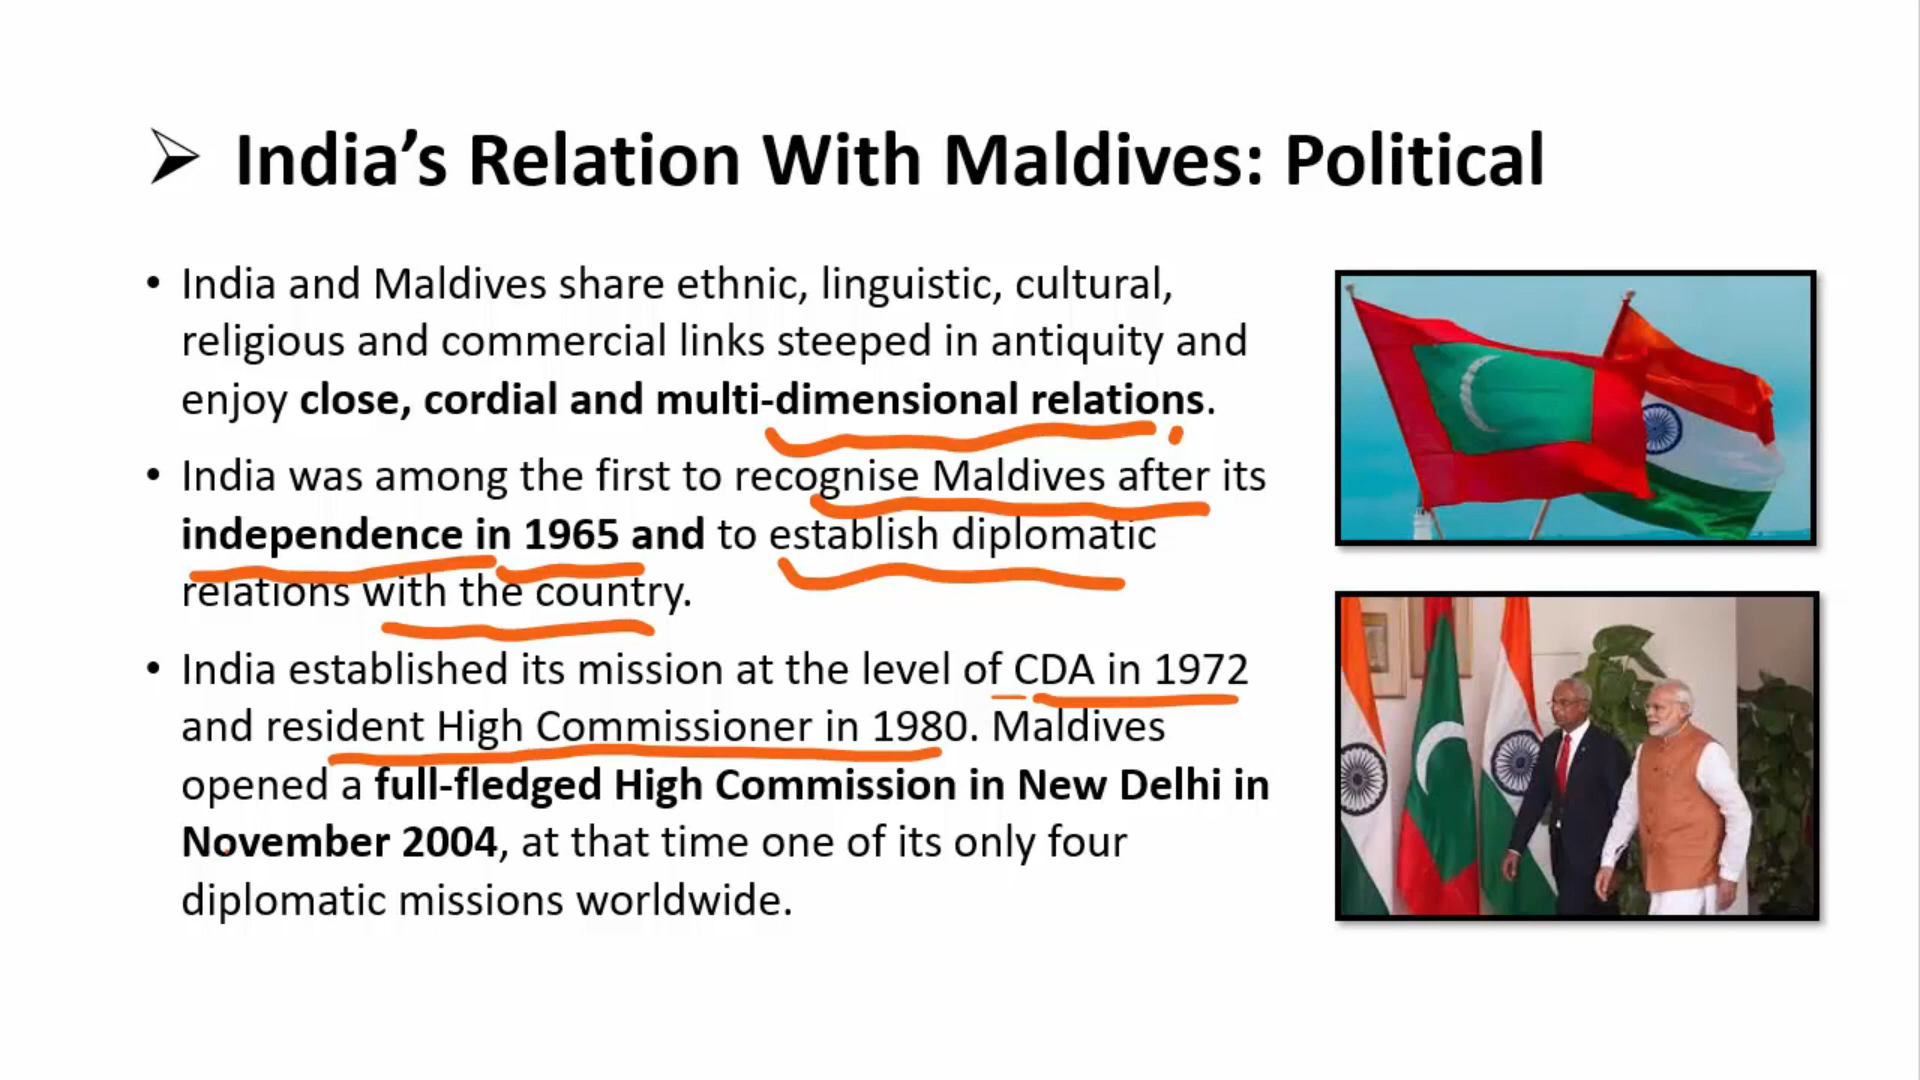 ➢ India’s Relation With Maldives: Political
• India and Maldives share ethnic, linguistic, cultural,
religious and commercial links steeped in antiquity and
enjoy close, cordial and multi-dimensional relations.
• India was among the first to recognise Maldives after its
independence in 1965 and to establish diplomatic
relations with the country.
• India established its mission at the level of CDA in 1972
and resident High Commissioner in 1980. Maldives
opened a full-fledged High Commission in New Delhi in
November 2004, at that time one of its only four
diplomatic missions worldwide.